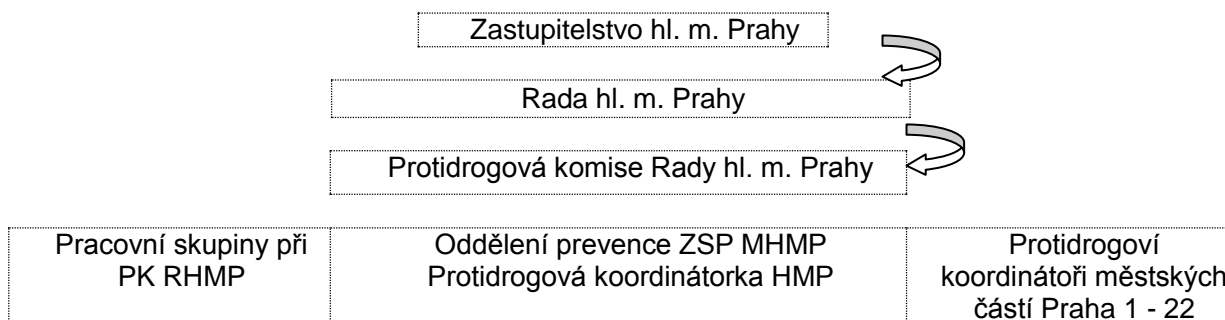 Zastupitelstvo hl. m. Prahy
Rada hl. m. Prahy
Protidrogová komise Rady hl. m. Prahy
Pracovní skupiny při
PK RHMP
Oddělení prevence ZSP MHMP
Protidrogová koordinátorka HMP
Protidrogoví
koordinátoři městských
částí Praha 1 - 22